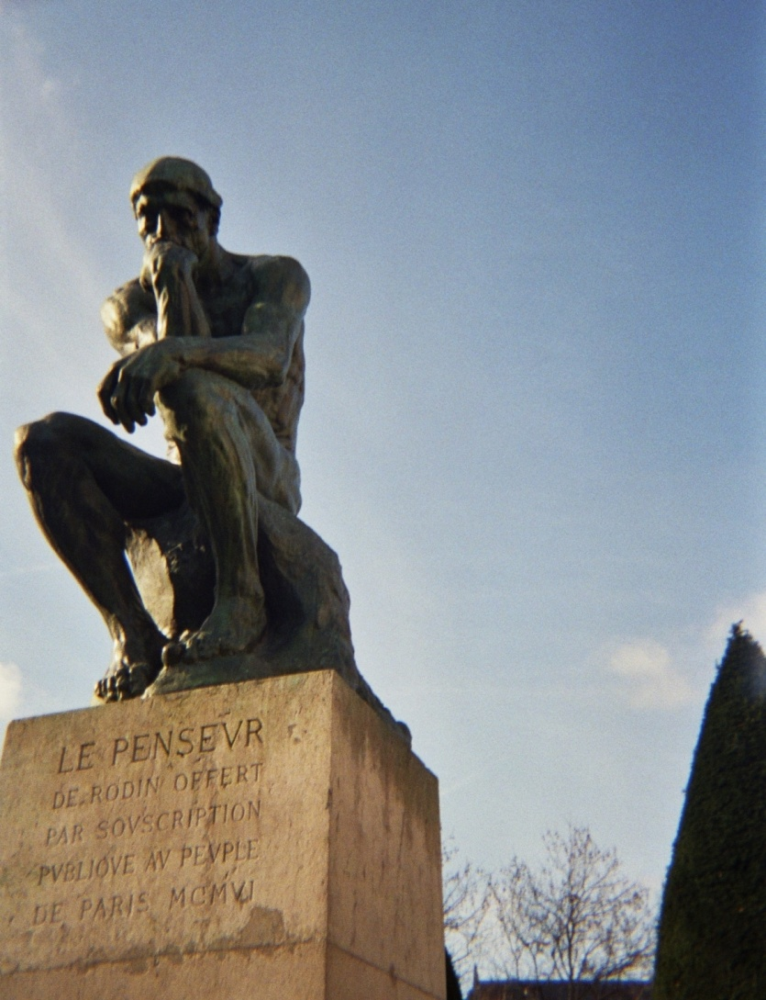 LE PENSEVR
DE RODIN OFFERT
PAR SOVSCRIPTION
PVBLIQVE AV PEVPLE
DE PARIS MCMVI